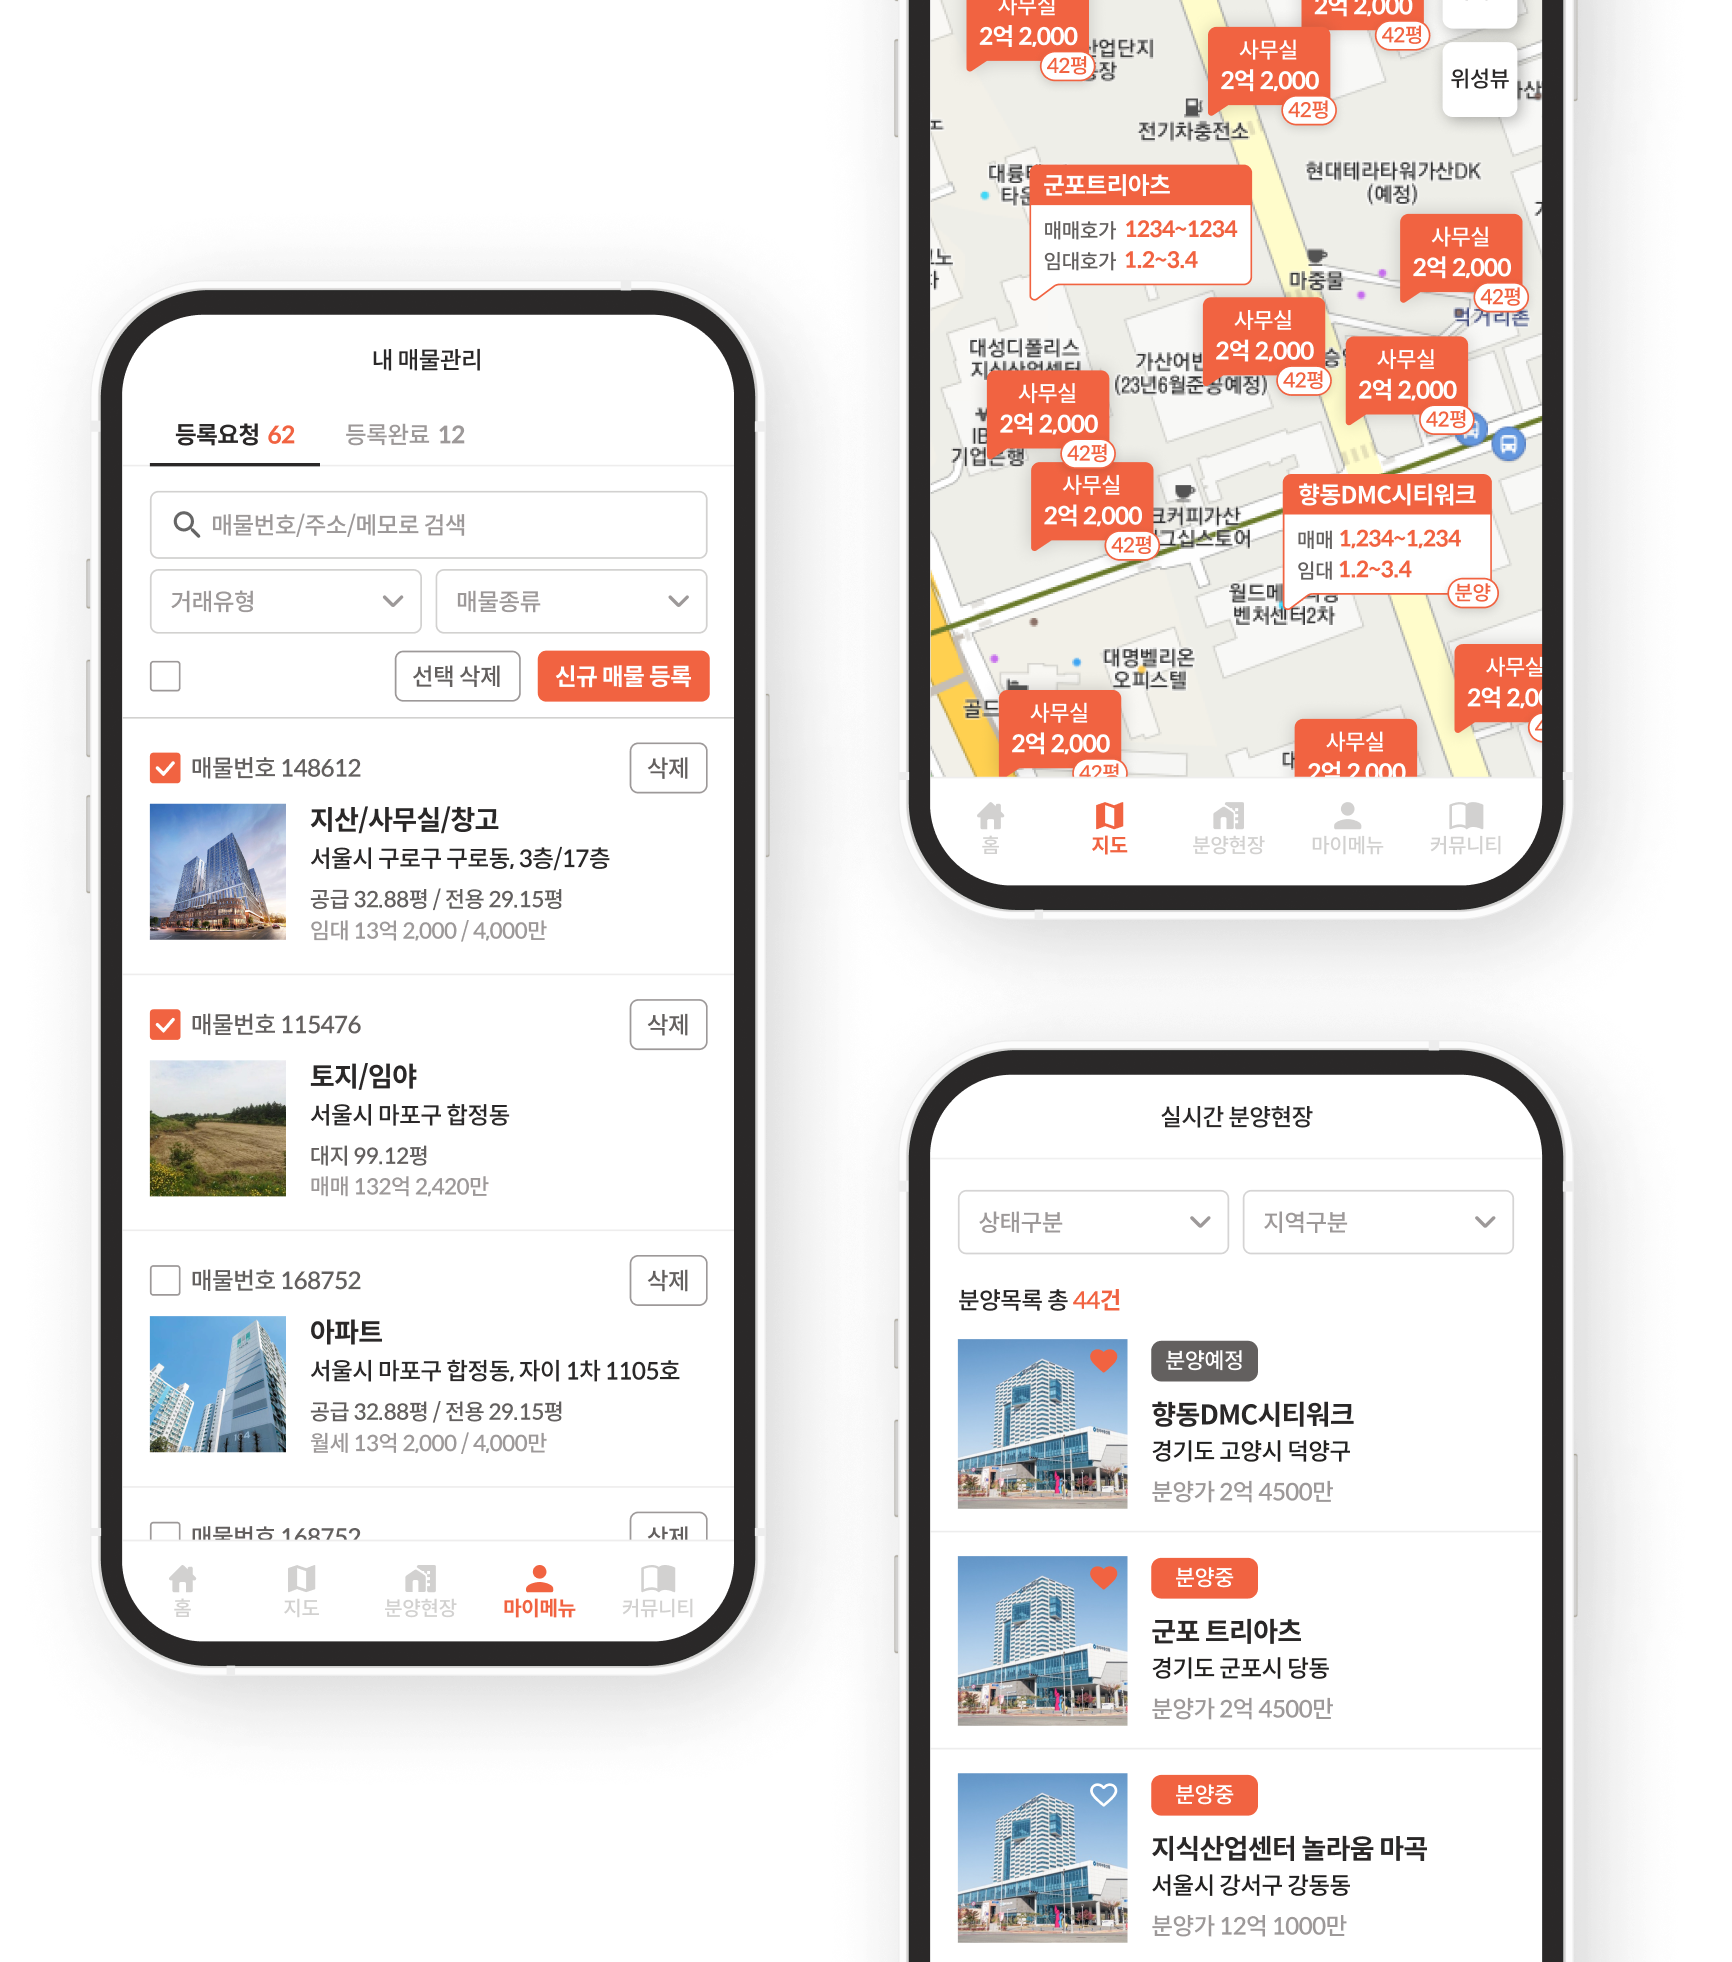 내 매물관리
등록요청 62
등록완료 12
매물번호/주소/메모로 검색
거래유형
매물종류
선택 삭제
신규 매물 등록
매물번호 148612
삭제
지산/사무실/창고
서울시 구로구 구로동, 3층/17층
공급 32.88평 / 전용 29.15평
임대 13억 2,000 / 4,000만
매물번호 115476
삭제
토지/임야
서울시 마포구 합정동
대지 99.12평
매매 132억 2,420만
매물번호 168752
삭제
아파트
서울시 마포구 합정동, 자이 1차 1105호
공급 32.88평 / 전용 29.15평
월세 13억 2,000 / 4,000만
매물번호 168752
삭제
홈
지도
분양현장
마이메뉴
커뮤니티
사무실
2억 2,000
42평
산업단지
2억 2,000
42평
사무실
2억 2,000
42평
위성뷰
전기차충전소
현대테라타워가산DK
(예정)
군포트리아츠
매매호가 1234~1234
임대호가 1.2~3.4
사무실
2억 2,000
42평
마중물
먹거리촌
사무실
2억 2,000
42평
대성디폴리스
지식산업센터
(23년6월준공예정)
사무실
2억 2,000
42평
사무실
2억 2,000
42평
기업은행
사무실
2억 2,000
42평
크커피가산
그십스토어
향동DMC시티워크
매매 1,234~1,234
임대 1.2~3.4
분양
벤처센터2차
대명벨리온
오피스텔
사무실
2억 2,000
42평
골드
사무실
2억 2,000
사무실
2억 2,00
홈
지도
분양현장
마이메뉴
커뮤니티
실시간 분양현장
상태구분
지역구분
분양목록 총 44건
분양예정
향동DMC시티워크
경기도 고양시 덕양구
분양가 2억 4500만
분양중
군포 트리아츠
경기도 군포시 당동
분양가 2억 4500만
분양중
지식산업센터 놀라움 마곡
서울시 강서구 강동동
분양가 12억 1000만